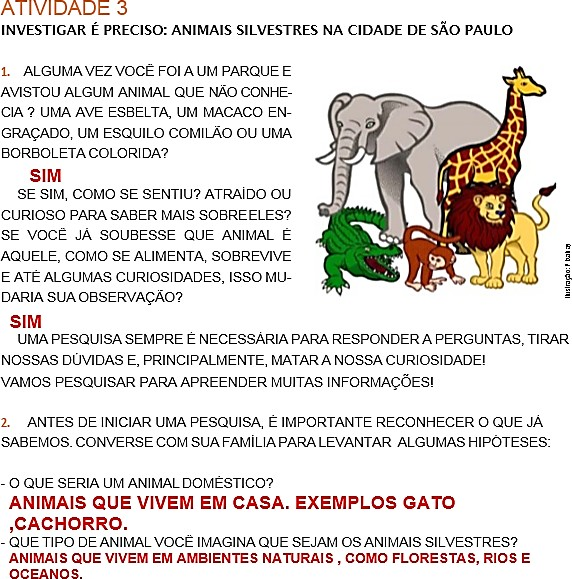 ATIVIDADE 3
INVESTIGAR É PRECISO: ANIMAIS SILVESTRES NA CIDADE DE SÃO PAULO
1. ALGUMA VEZ VOCÊ FOI A UM PARQUE E
AVISTOU ALGUM ANIMAL QUE NÃO CONHE-
CIA ? UMA AVE ESBELTA, UM MACACO EN-
GRAÇADO, UM ESQUILO COMILÃO OU UMA
BORBOLETA COLORIDA?
SIM
SE SIM, COMO SE SENTIU? ATRAÍDO OU
CURIOSO PARA SABER MAIS SOBREELES?
SE VOCÊ JÁ SOUBESSE QUE ANIMAL É
AQUELE, COMO SE ALIMENTA, SOBREVIVE
E ATÉ ALGUMAS CURIOSIDADES, ISSO MU-
DARIA SUA OBSERVAÇÃO?
SIM
UMA PESQUISA SEMPRE É NECESSÁRIA PARA RESPONDER A PERGUNTAS, TIRAR
NOSSAS DÚVIDAS E, PRINCIPALMENTE, MATAR A NOSSA CURIOSIDADE!
VAMOS PESQUISAR PARA APREENDER MUITAS INFORMAÇÕES!
2. ANTES DE INICIAR UMA PESQUISA, É IMPORTANTE RECONHECER O QUE JÁ
SABEMOS. CONVERSE COM SUA FAMÍLIA PARA LEVANTAR ALGUMAS HIPÓTESES:
- O QUE SERIA UM ANIMAL DOMÉSTICO?
ANIMAIS QUE VIVEM EM CASA. EXEMPLOS GATO
,CACHORRO.
- QUE TIPO DE ANIMAL VOCÊ IMAGINA QUE SEJAM OS ANIMAIS SILVESTRES?
ANIMAIS QUE VIVEM EM AMBIENTES NATURAIS , COMO FLORESTAS, RIOS E
OCEANOS.